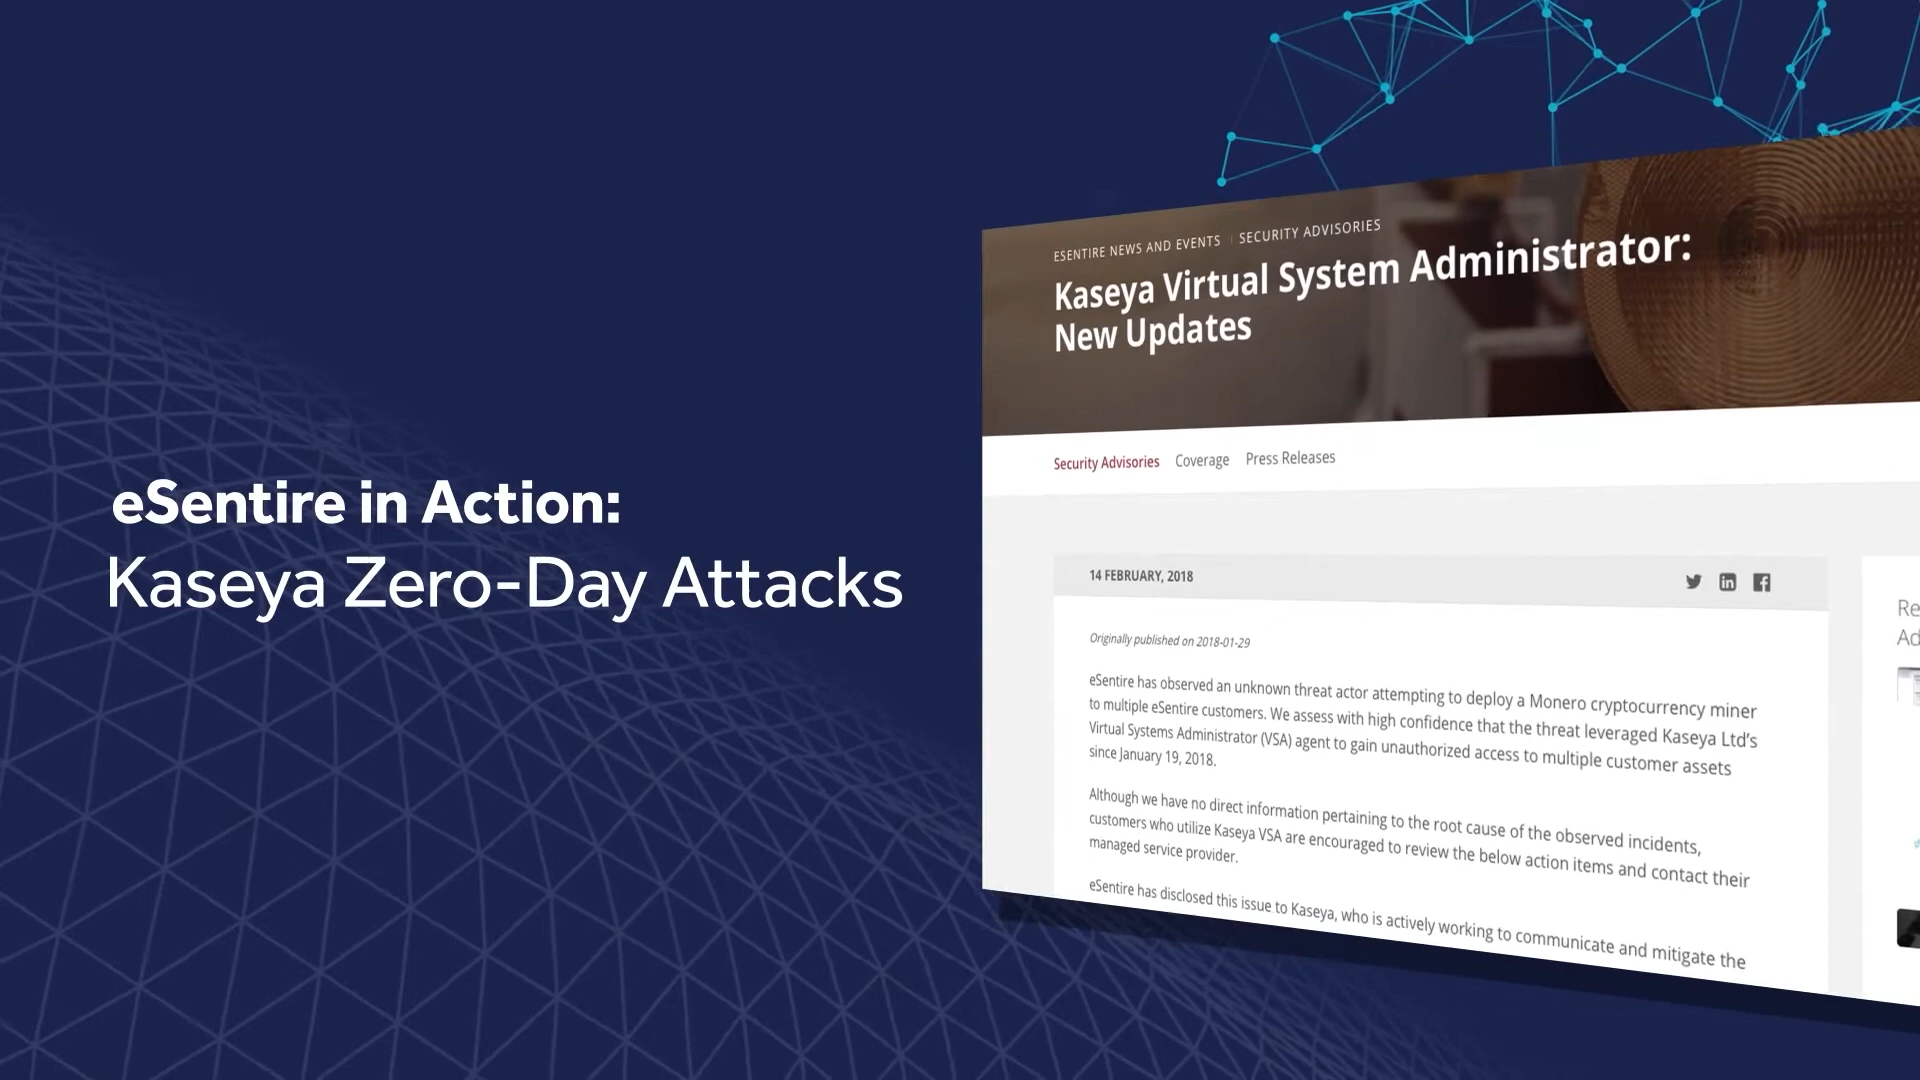 eSentire in Action:
Kaseya Zero-Day Attacks
ESENTIRE NEWS AND EVENTS | SECURITY ADVISORIES
Kaseya Virtual System Administrator:
New Updates
Security Advisories Coverage Press Releases
14 FEBRUARY, 2018
Originally published on 2018-01-29
eSentire has observed an unknown threat actor attempting to deploy a Monero cryptocurrency miner
to multiple eSentire customers. We assess with high confidence that the threat leveraged Kaseya Ltd's
Virtual Systems Administrator (VSA) agent to gain unauthorized access to multiple customer assets
since January 19, 2018.
Although we have no direct information pertaining to the root cause of the observed incidents,
customers who utilize Kaseya VSA are encouraged to review the below action items and contact their
managed service provider.
eSentire has disclosed this issue to Kaseya, who is actively working to communicate and mitigate the